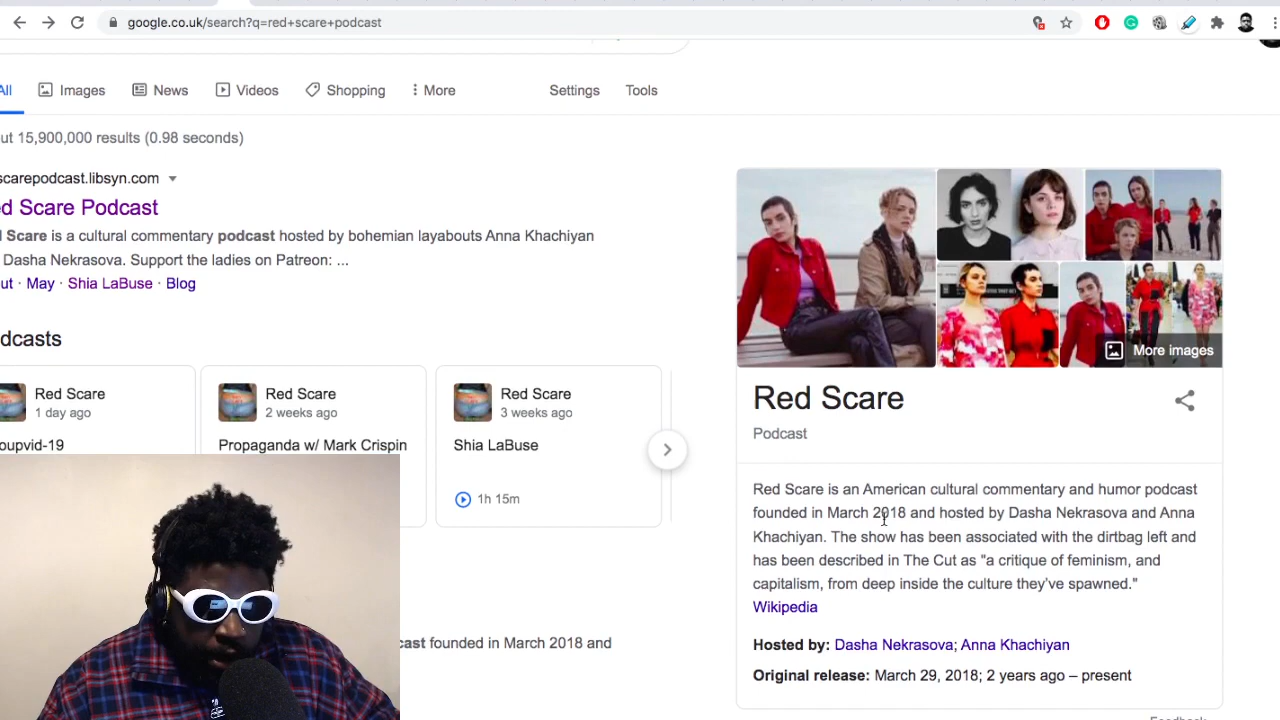 google.co.uk/search?q=red+scare+podcast
All
Images
News
Videos
Shopping
More
Settings
Tools
ut 15,900,000 results (0.98 seconds)
scarepodcast.libsyn.com
ed Scare Podcast
d Scare is a cultural commentary podcast hosted by bohemian layabouts Anna Khachiyan
Dasha Nekrasova. Support the ladies on Patreon: ...
ut · May · Shia LaBuse · Blog
dcasts
Red Scare
1 day ago
oupvid-19
Red Scare
2 weeks ago
Propaganda w/ Mark Crispin
Red Scare
3 weeks ago
Shia LaBuse
1h 15m
cast founded in March 2018 and
More images
Red Scare
Podcast
Red Scare is an American cultural commentary and humor podcast
founded in March 2018 and hosted by Dasha Nekrasova and Anna
Khachiyan. The show has been associated with the dirtbag left and
has been described in The Cut as "a critique of feminism, and
capitalism, from deep inside the culture they've spawned."
Wikipedia
Hosted by: Dasha Nekrasova; Anna Khachiyan
Original release: March 29, 2018; 2 years ago – present
Feedback